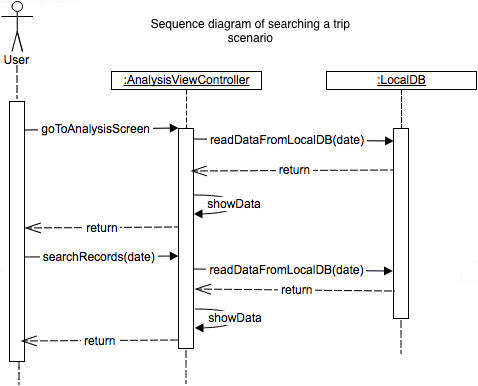 Sequence diagram of searching a trip
scenario
User
:AnalysisViewController
:LocalDB
goToAnalysisScreen
readDataFromLocalDB(date)
return
showData
return
searchRecords(date)
readDataFromLocalDB(date)
return
showData
return